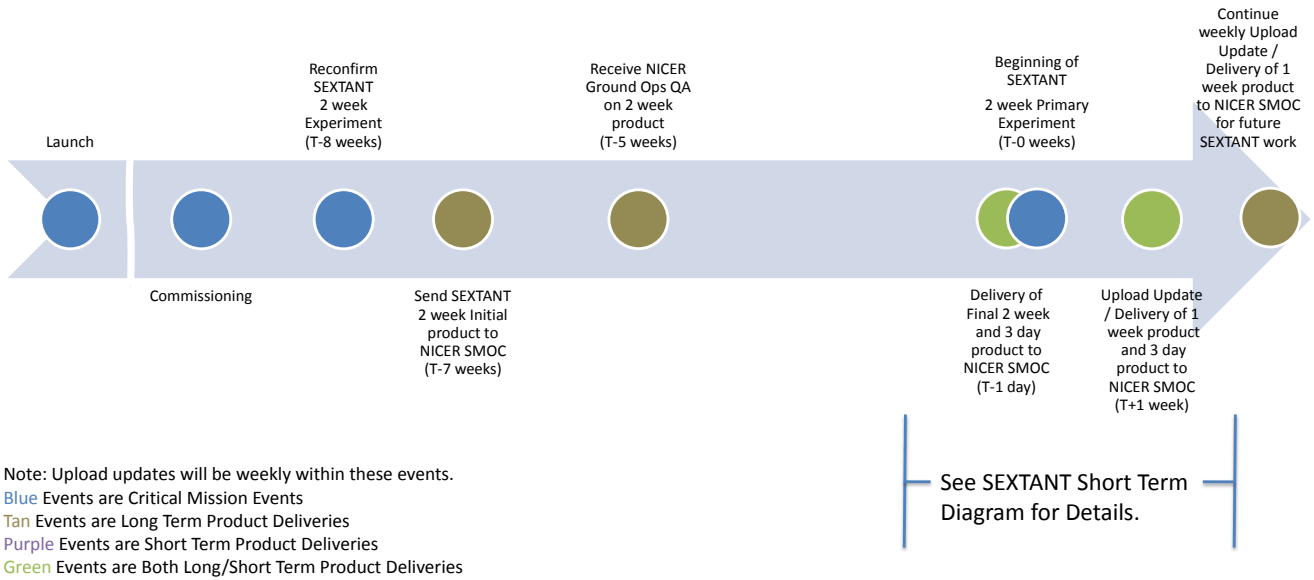 Launch
Reconfirm
SEXTANT
2 week
Experiment
(T-8 weeks)
Receive NICER
Ground Ops QA
on 2 week
product
(T-5 weeks)
Beginning of
SEXTANT
2 week Primary
Experiment
(T-0 weeks)
Continue
weekly Upload
Update /
Delivery of 1
week product
to NICER SMOC
for future
SEXTANT work
Commissioning
Send SEXTANT
2 week Initial
product to
NICER SMOC
(T-7 weeks)
Delivery of
Final 2 week
and 3 day
product to
NICER SMOC
(T-1 day)
Upload Update
/ Delivery of 1
week product
and 3 day
product to
NICER SMOC
(T+1 week)
See SEXTANT Short Term
Diagram for Details.
Note: Upload updates will be weekly within these events.
Blue Events are Critical Mission Events
Tan Events are Long Term Product Deliveries
Purple Events are Short Term Product Deliveries
Green Events are Both Long/Short Term Product Deliveries